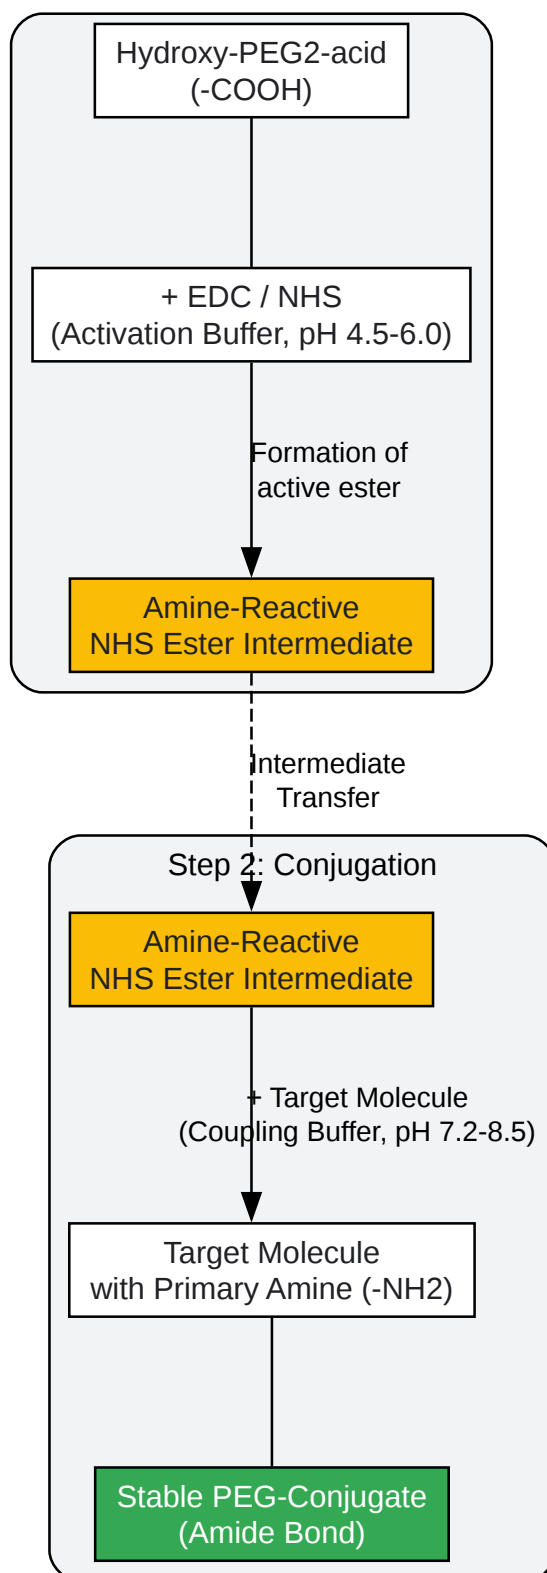 Hydroxy-PEG2-acid
(-COOH)
+ EDC / NHS
(Activation Buffer, pH 4.5-6.0)
Formation of
active ester
Amine-Reactive
NHS Ester Intermediate
Intermediate
Transfer
Step 2: Conjugation
Amine-Reactive
NHS Ester Intermediate
+ Target Molecule
(Coupling Buffer, pH 7.2-8.5)
Target Molecule
with Primary Amine (-NH2)
Stable PEG-Conjugate
(Amide Bond)